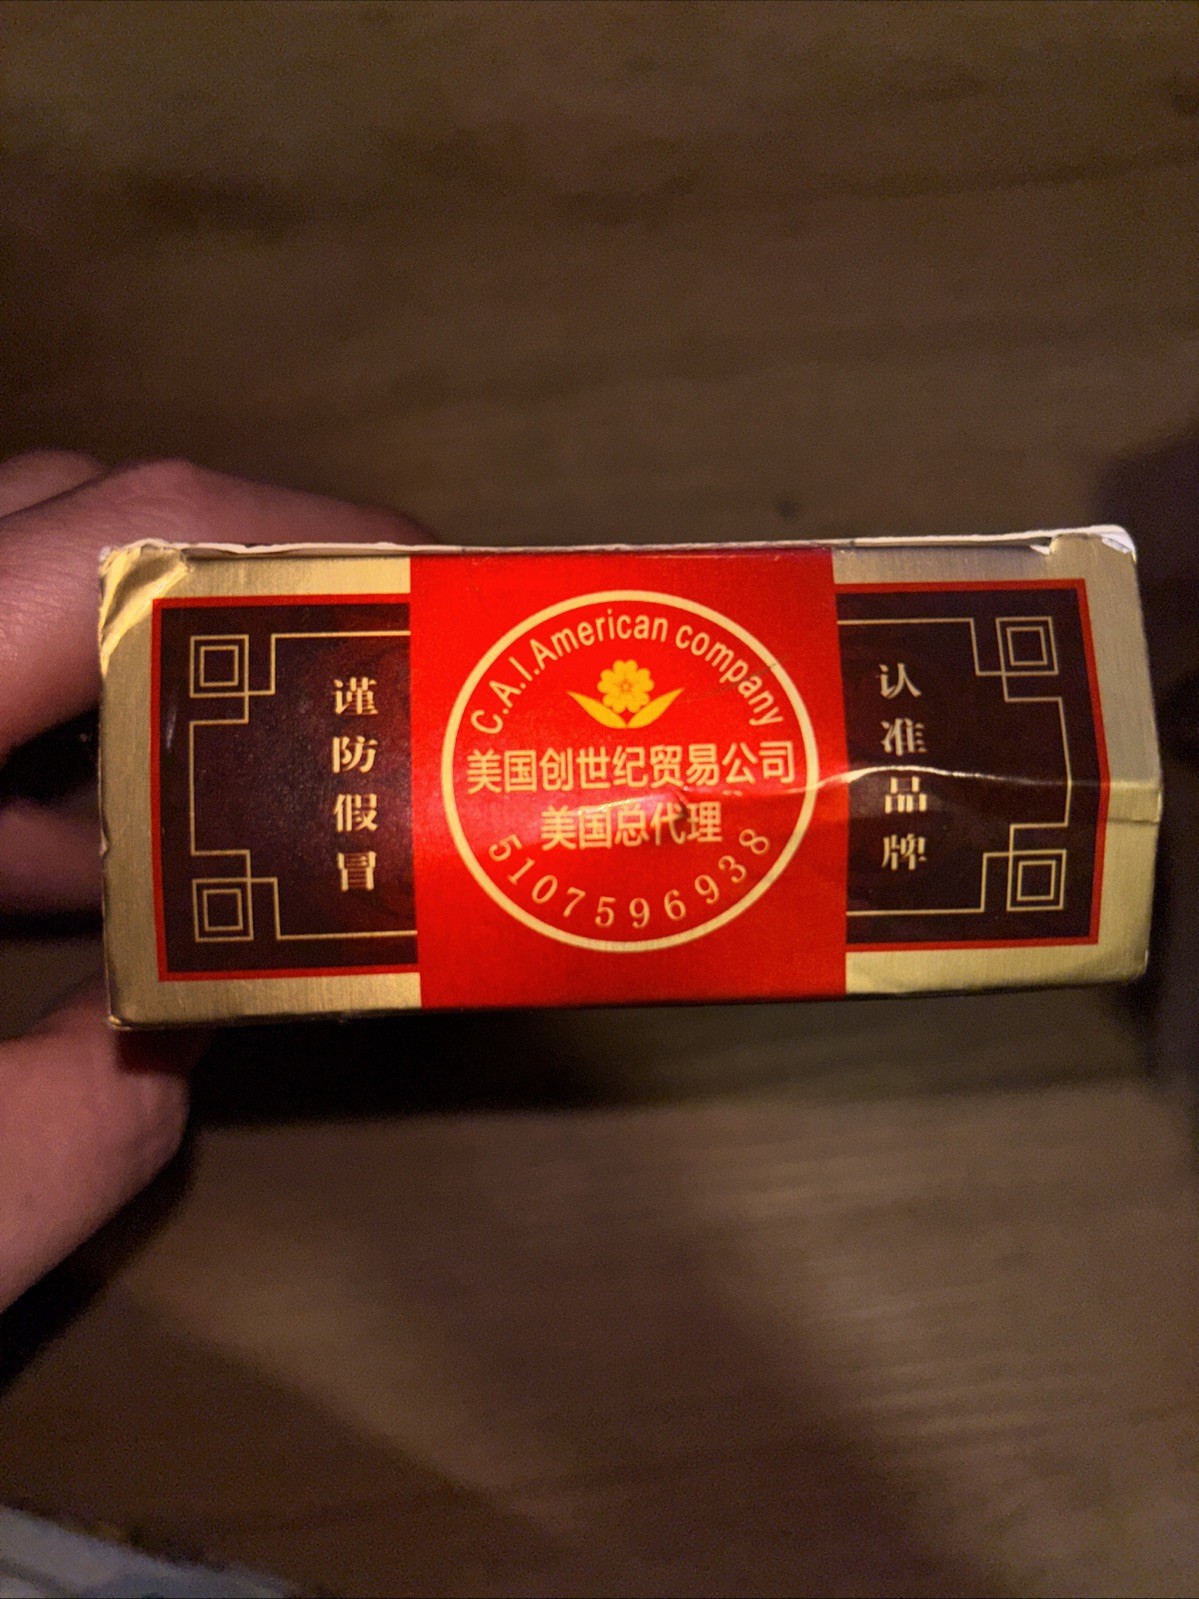 谨防假冒
C.A.I.American company
美国创世纪贸易公司
美国总代理
5107596938
认准品牌